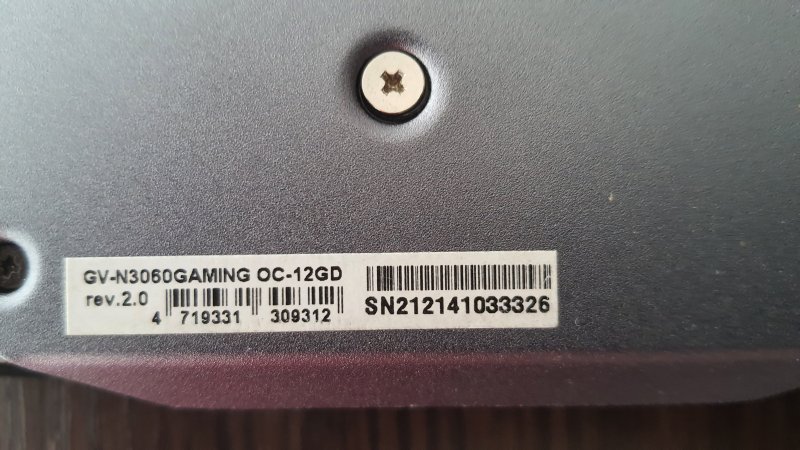 GV-N3060GAMING OC-12GD
rev.2.0
4 719331 309312
SN212141033326